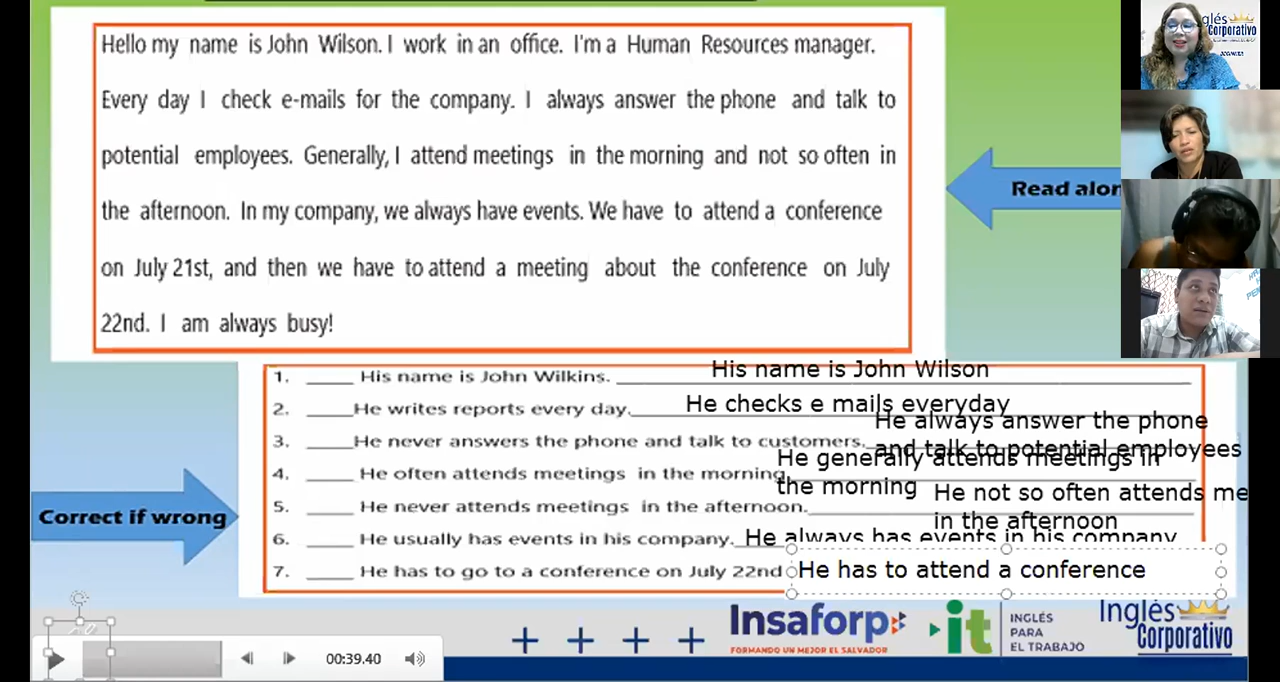 Hello my name is John Wilson. I work in an office. I'm a Human Resources manager.
Every day I check e-mails for the company. I always answer the phone and talk to
potential employees. Generally, I attend meetings in the morning and not so often in
the afternoon. In my company, we always have events. We have to attend a conference
on July 21st, and then we have to attend a meeting about the conference on July
22nd. I am always busy!
Read alon
1. ____ His name is John Wilkins. His name is John Wilson
2. ____He writes reports every day. He checks e mails everyday
3. ____He never answers the phone and talk to customers. He always answer the phone
and talk to potential employees
4. ____ He often attends meetings in the morning He generally attends meetings in
the morning
5. ____ He never attends meetings in the afternoon. He not so often attends me
in the afternoon
6. ____ He usually has events in his company. He always has events in his company
7. ____ He has to go to a conference on July 22nd He has to attend a conference
Correct if wrong
Insaforp
FORMANDO UN MEJOR EL SALVADOR
it
INGLÉS
PARA
EL TRABAJO
Inglés
Corporativo
00:39.40
nglés
Corporativo